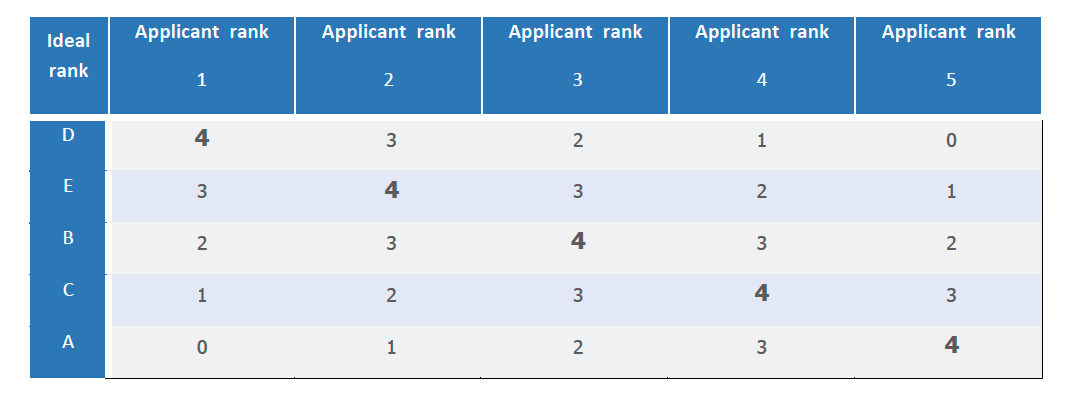 Ideal rank Applicant rank 1 Applicant rank 2 Applicant rank 3 Applicant rank 4 Applicant rank 5
D 4 3 2 1 0
E 3 4 3 2 1
B 2 3 4 3 2
C 1 2 3 4 3
A 0 1 2 3 4